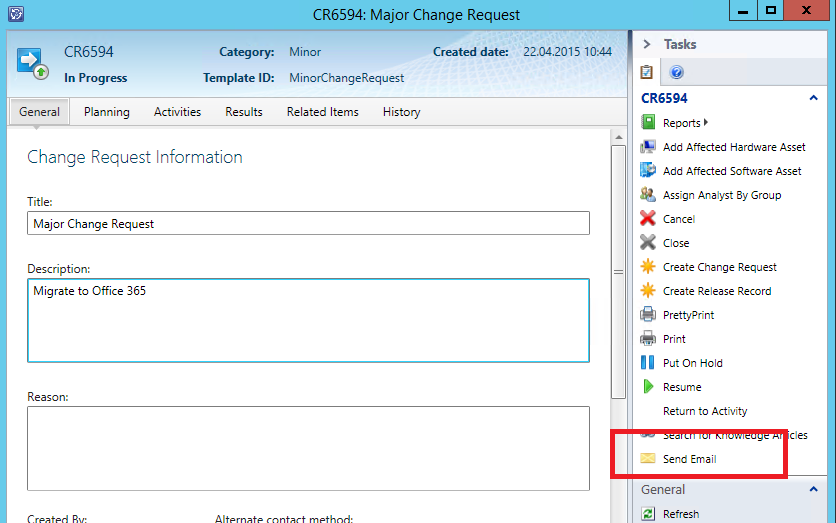 CR6594: Major Change Request
CR6594
Category: Minor
Created date: 22.04.2015 10:44
In Progress
Template ID: MinorChangeRequest
General Planning Activities Results Related Items History
Change Request Information
Title:
Major Change Request
Description:
Migrate to Office 365
Reason:
Created By:
Alternate contact method:
Tasks
CR6594
Reports
Add Affected Hardware Asset
Add Affected Software Asset
Assign Analyst By Group
Cancel
Close
Create Change Request
Create Release Record
PrettyPrint
Print
Put On Hold
Resume
Return to Activity
Search for Knowledge Articles
Send Email
General
Refresh